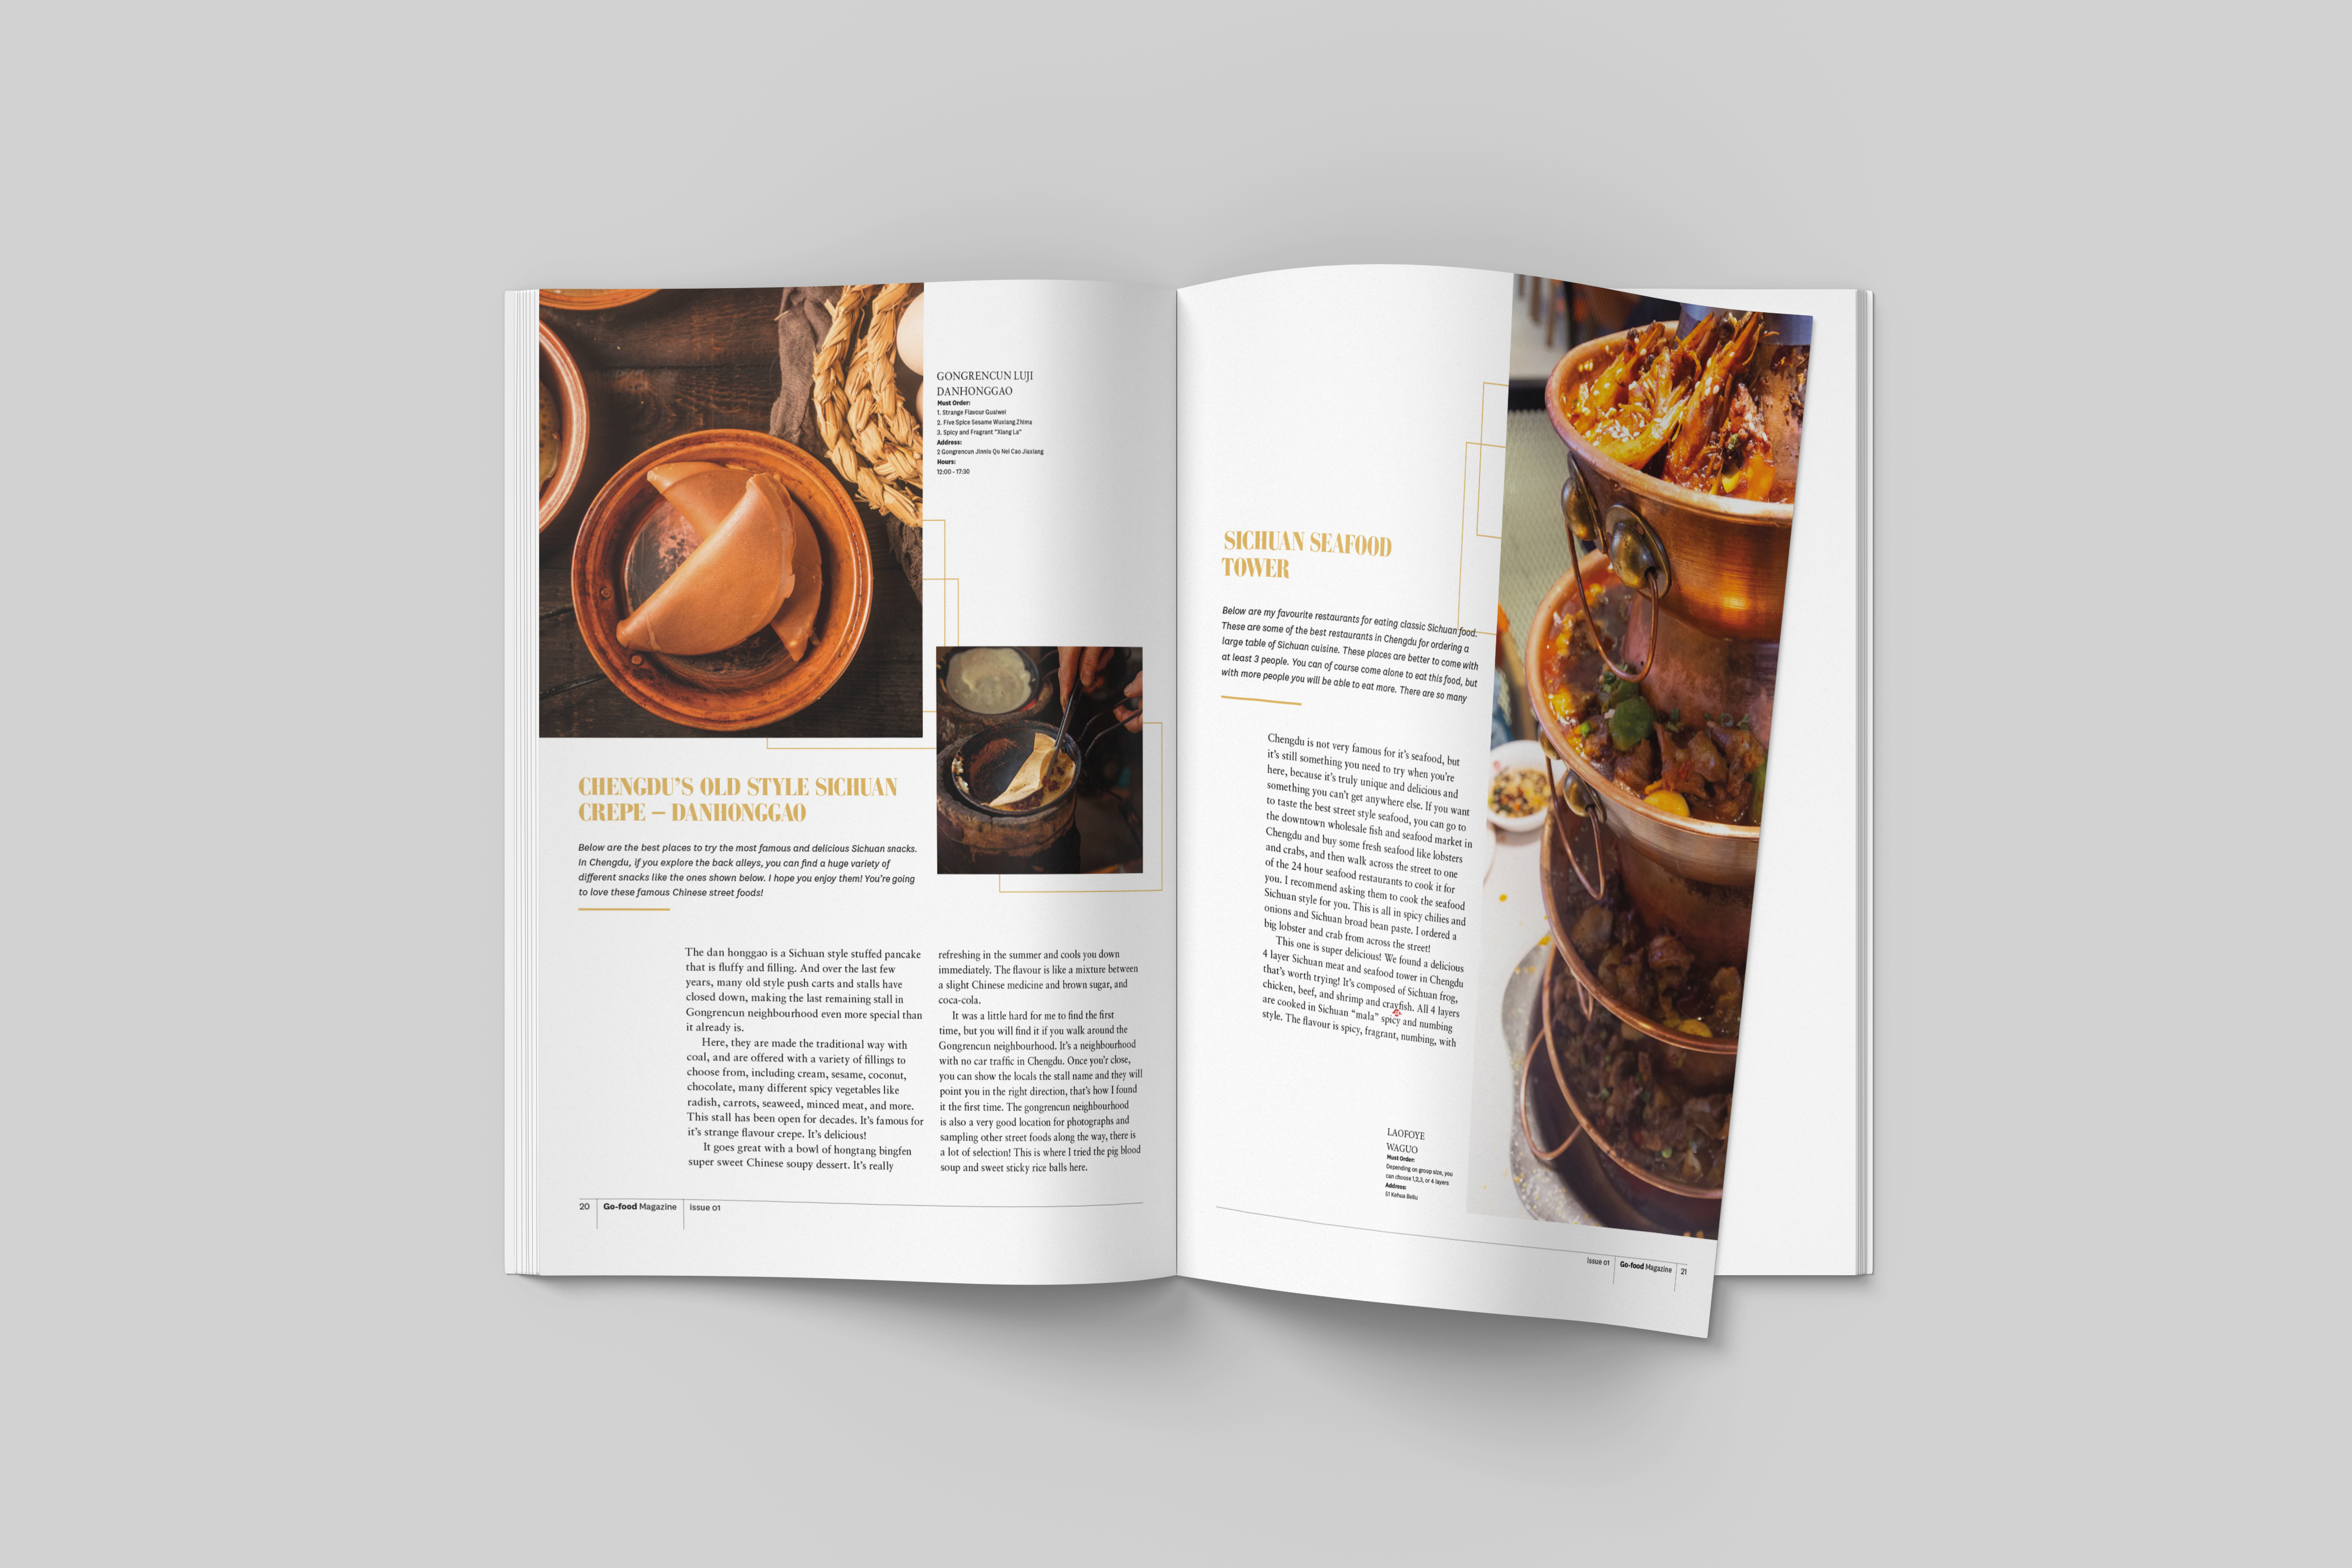 GONGRENCUN LUJI
DANHONGGAO
Must Order:
1. Strange Flavour Guaiwei
2. Five Spice Sesame Wuxiang Zhima
3. Spicy and Fragrant "Xiang La"
Address:
2 Gongrencun Jinniu Qu Nei Cao Jiaxiang
Hours:
12:00 - 17:30
CHENGDU'S OLD STYLE SICHUAN
CREPE – DANHONGGAO
Below are the best places to try the most famous and delicious Sichuan snacks.
In Chengdu, if you explore the back alleys, you can find a huge variety of
different snacks like the ones shown below. I hope you enjoy them! You're going
to love these famous Chinese street foods!
The dan honggao is a Sichuan style stuffed pancake
that is fluffy and filling. And over the last few
years, many old style push carts and stalls have
closed down, making the last remaining stall in
Gongrencun neighbourhood even more special than
it already is.
Here, they are made the traditional way with
coal, and are offered with a variety of fillings to
choose from, including cream, sesame, coconut,
chocolate, many different spicy vegetables like
radish, carrots, seaweed, minced meat, and more.
This stall has been open for decades. It's famous for
it's strange flavour crepe. It's delicious!
It goes great with a bowl of hongtang bingfen
super sweet Chinese soupy dessert. It's really
refreshing in the summer and cools you down
immediately. The flavour is like a mixture between
a slight Chinese medicine and brown sugar, and
coca-cola.
It was a little hard for me to find the first
time, but you will find it if you walk around the
Gongrencun neighbourhood. It's a neighbourhood
with no car traffic in Chengdu. Once you'r close,
you can show the locals the stall name and they will
point you in the right direction, that's how I found
it the first time. The gongrencun neighbourhood
is also a very good location for photographs and
sampling other street foods along the way, there is
a lot of selection! This is where I tried the pig blood
soup and sweet sticky rice balls here.
20 Go-food Magazine issue 01
SICHUAN SEAFOOD
TOWER
Below are my favourite restaurants for eating classic Sichuan food.
These are some of the best restaurants in Chengdu for ordering a
large table of Sichuan cuisine. These places are better to come with
at least 3 people. You can of course come alone to eat this food, but
with more people you will be able to eat more. There are so many
Chengdu is not very famous for it's seafood, but
it's still something you need to try when you're
here, because it's truly unique and delicious and
something you can't get anywhere else. If you want
to taste the best street style seafood, you can go to
the downtown wholesale fish and seafood market in
Chengdu and buy some fresh seafood like lobsters
and crabs, and then walk across the street to one
of the 24 hour seafood restaurants to cook it for
you. I recommend asking them to cook the seafood
Sichuan style for you. This is all in spicy chilies and
onions and Sichuan broad bean paste. I ordered a
big lobster and crab from across the street!
This one is super delicious! We found a delicious
4 layer Sichuan meat and seafood tower in Chengdu
that's worth trying! It's composed of Sichuan frog,
chicken, beef, and shrimp and crayfish. All 4 layers
are cooked in Sichuan "mala" spicy and numbing
style. The flavour is spicy, fragrant, numbing, with
LAOFOYE
WAGUO
Must Order:
Depending on group size, you
can choose 1,2,3, or 4 layers
Address:
51 Kehua Beilu
issue 01 Go-food Magazine 21